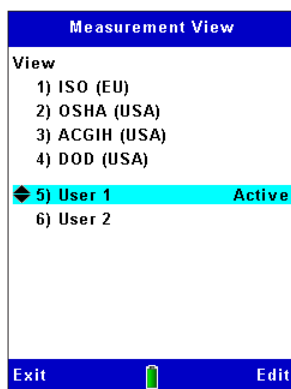 Measurement View
View
1) ISO (EU)
2) OSHA (USA)
3) ACGIH (USA)
4) DOD (USA)
5) User 1 Active
6) User 2
Exit Edit